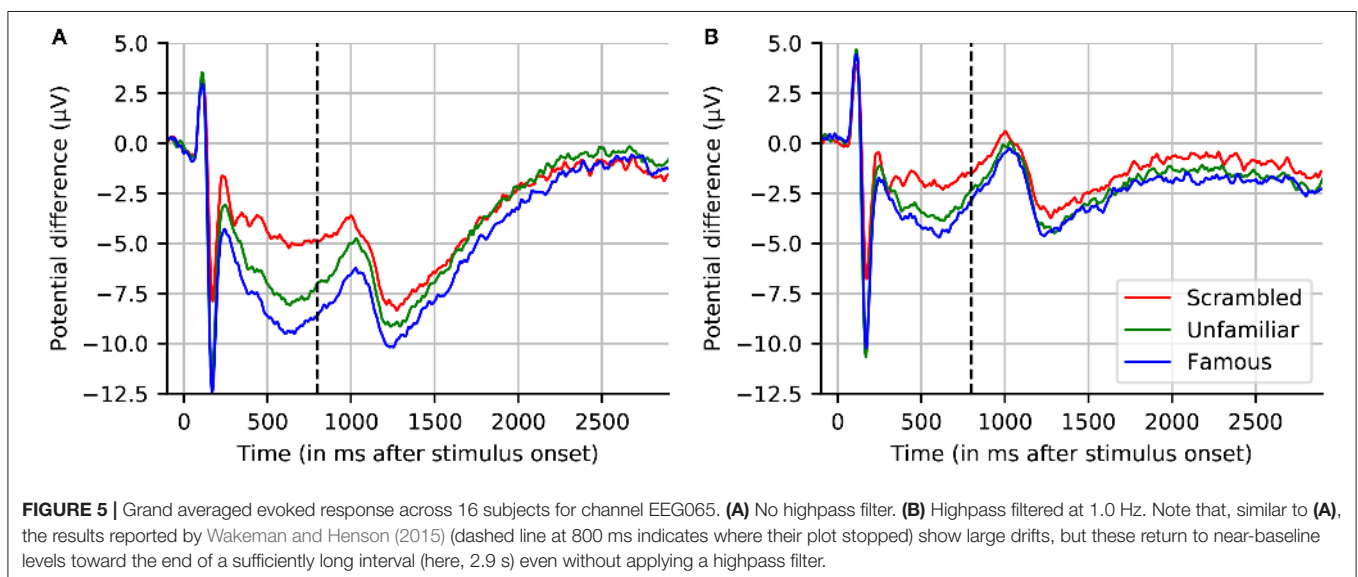 A
B
5.0
2.5
0.0
−2.5
−5.0
−7.5
−10.0
−12.5
Potential difference (µV)
0 500 1000 1500 2000 2500
Time (in ms after stimulus onset)
5.0
2.5
0.0
−2.5
−5.0
−7.5
−10.0
−12.5
Potential difference (µV)
Scrambled
Unfamiliar
Famous
0 500 1000 1500 2000 2500
Time (in ms after stimulus onset)
FIGURE 5 | Grand averaged evoked response across 16 subjects for channel EEG065. (A) No highpass filter. (B) Highpass filtered at 1.0 Hz. Note that, similar to (A),
the results reported by Wakeman and Henson (2015) (dashed line at 800 ms indicates where their plot stopped) show large drifts, but these return to near-baseline
levels toward the end of a sufficiently long interval (here, 2.9 s) even without applying a highpass filter.